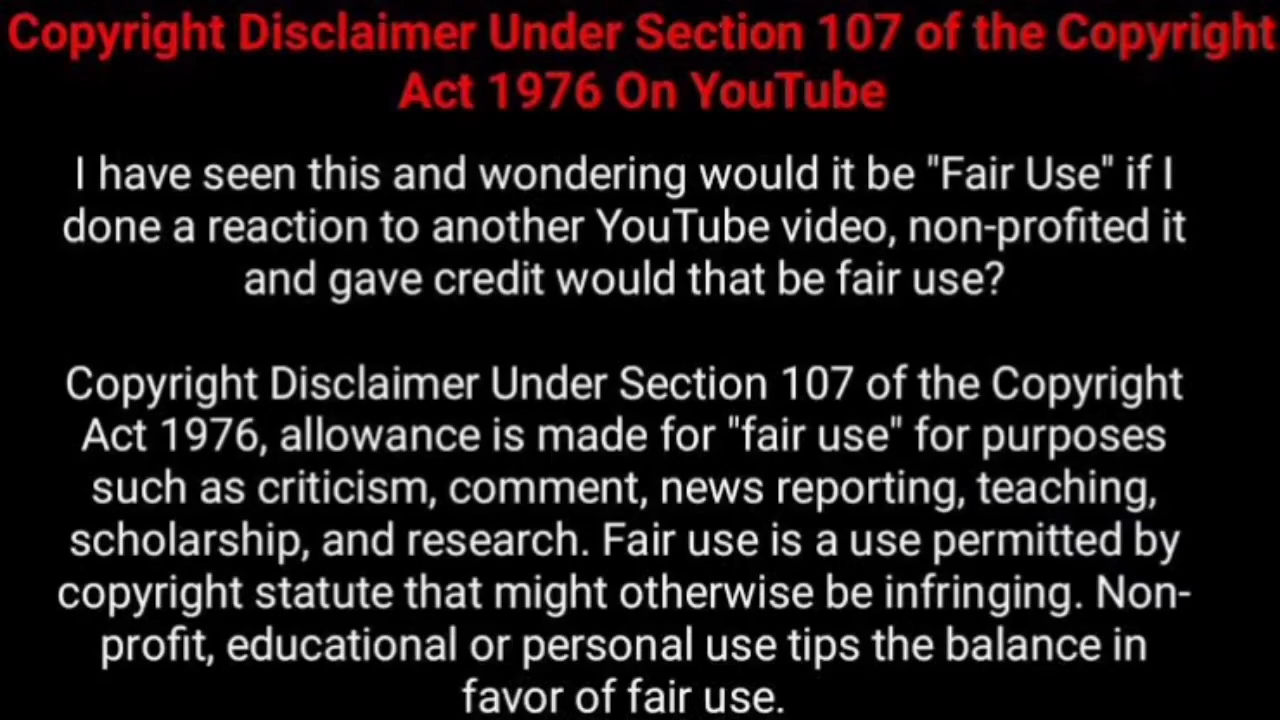 Copyright Disclaimer Under Section 107 of the Copyright
Act 1976 On YouTube
I have seen this and wondering would it be "Fair Use" if I
done a reaction to another YouTube video, non-profited it
and gave credit would that be fair use?
Copyright Disclaimer Under Section 107 of the Copyright
Act 1976, allowance is made for "fair use" for purposes
such as criticism, comment, news reporting, teaching,
scholarship, and research. Fair use is a use permitted by
copyright statute that might otherwise be infringing. Non-
profit, educational or personal use tips the balance in
favor of fair use.